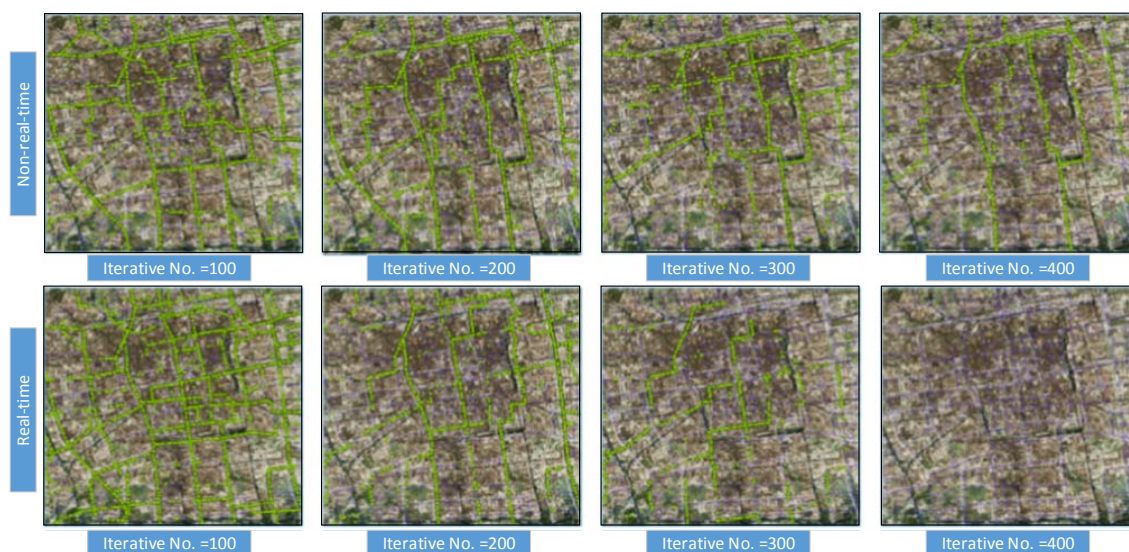 Non-real-time
Iterative No. =100
Iterative No. =200
Iterative No. =300
Iterative No. =400
Real-time
Iterative No. =100
Iterative No. =200
Iterative No. =300
Iterative No. =400